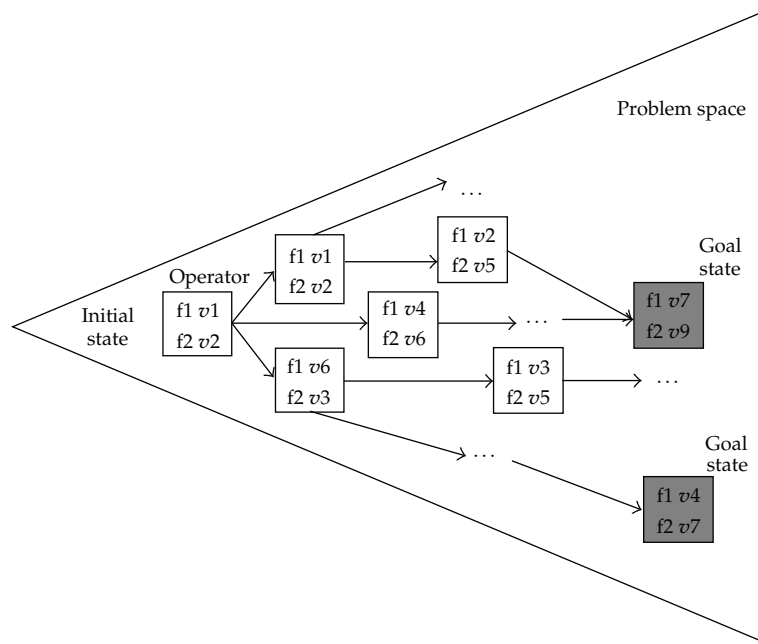 Problem space
...
f1 v1
f2 v2
f1 v2
f2 v5
Goal
state
Operator
Initial
state
f1 v1
f2 v2
f1 v4
f2 v6
...
f1 v7
f2 v9
f1 v6
f2 v3
f1 v3
f2 v5
...
...
Goal
state
f1 v4
f2 v7